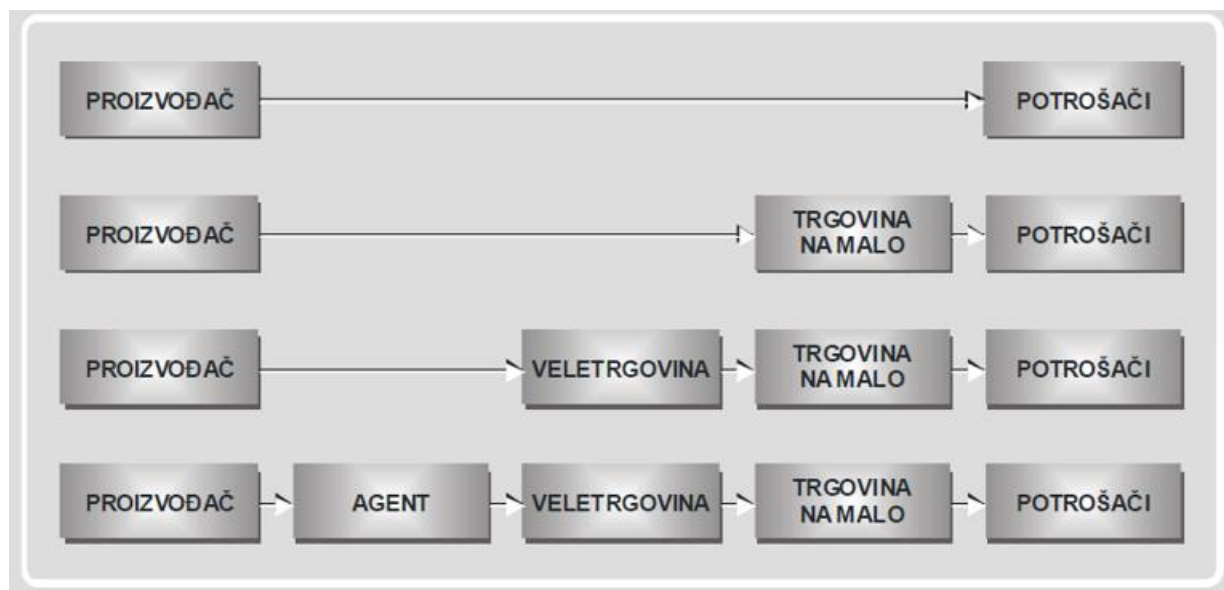 PROIZVOĐAČ
POTROŠAČI
PROIZVOĐAČ
TRGOVINA
NA MALO
POTROŠAČI
PROIZVOĐAČ
VELETRGOVINA
TRGOVINA
NA MALO
POTROŠAČI
PROIZVOĐAČ
AGENT
VELETRGOVINA
TRGOVINA
NA MALO
POTROŠAČI